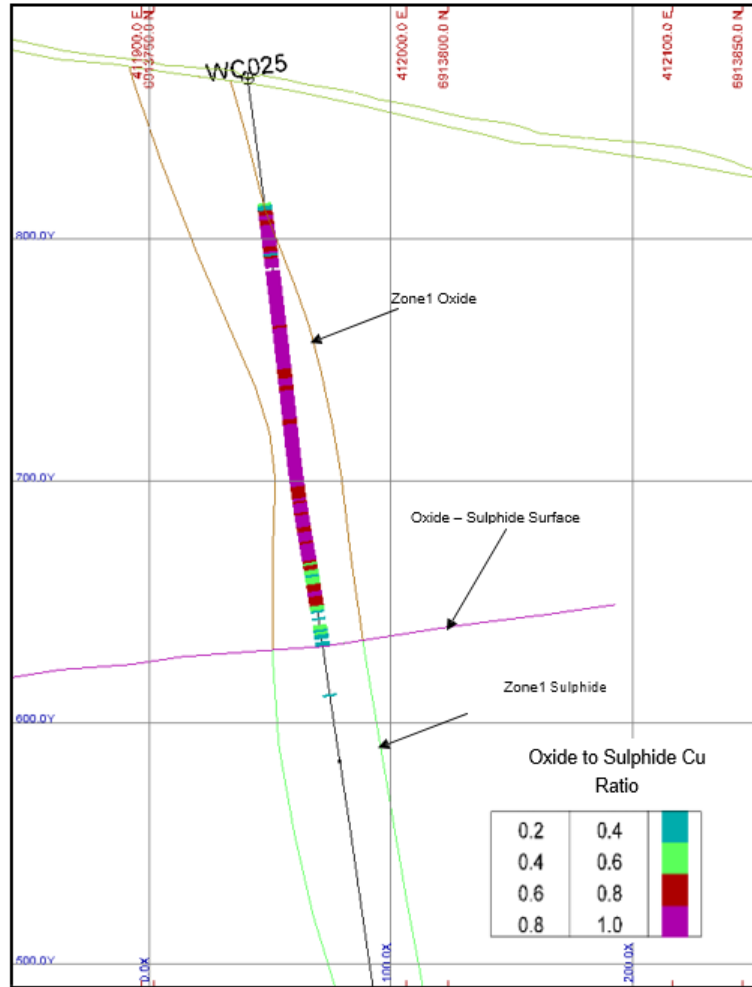 411900.0 E
6913750.0 N
412000.0 E
6913800.0 N
412100.0 E
6913850.0 N
WC025
800.0Y
Zone1 Oxide
700.0Y
Oxide – Sulphide Surface
Zone1 Sulphide
600.0Y
Oxide to Sulphide Cu
Ratio
0.2 0.4
0.4 0.6
0.6 0.8
0.8 1.0
500.0Y
0.0X
100.0X
200.0X